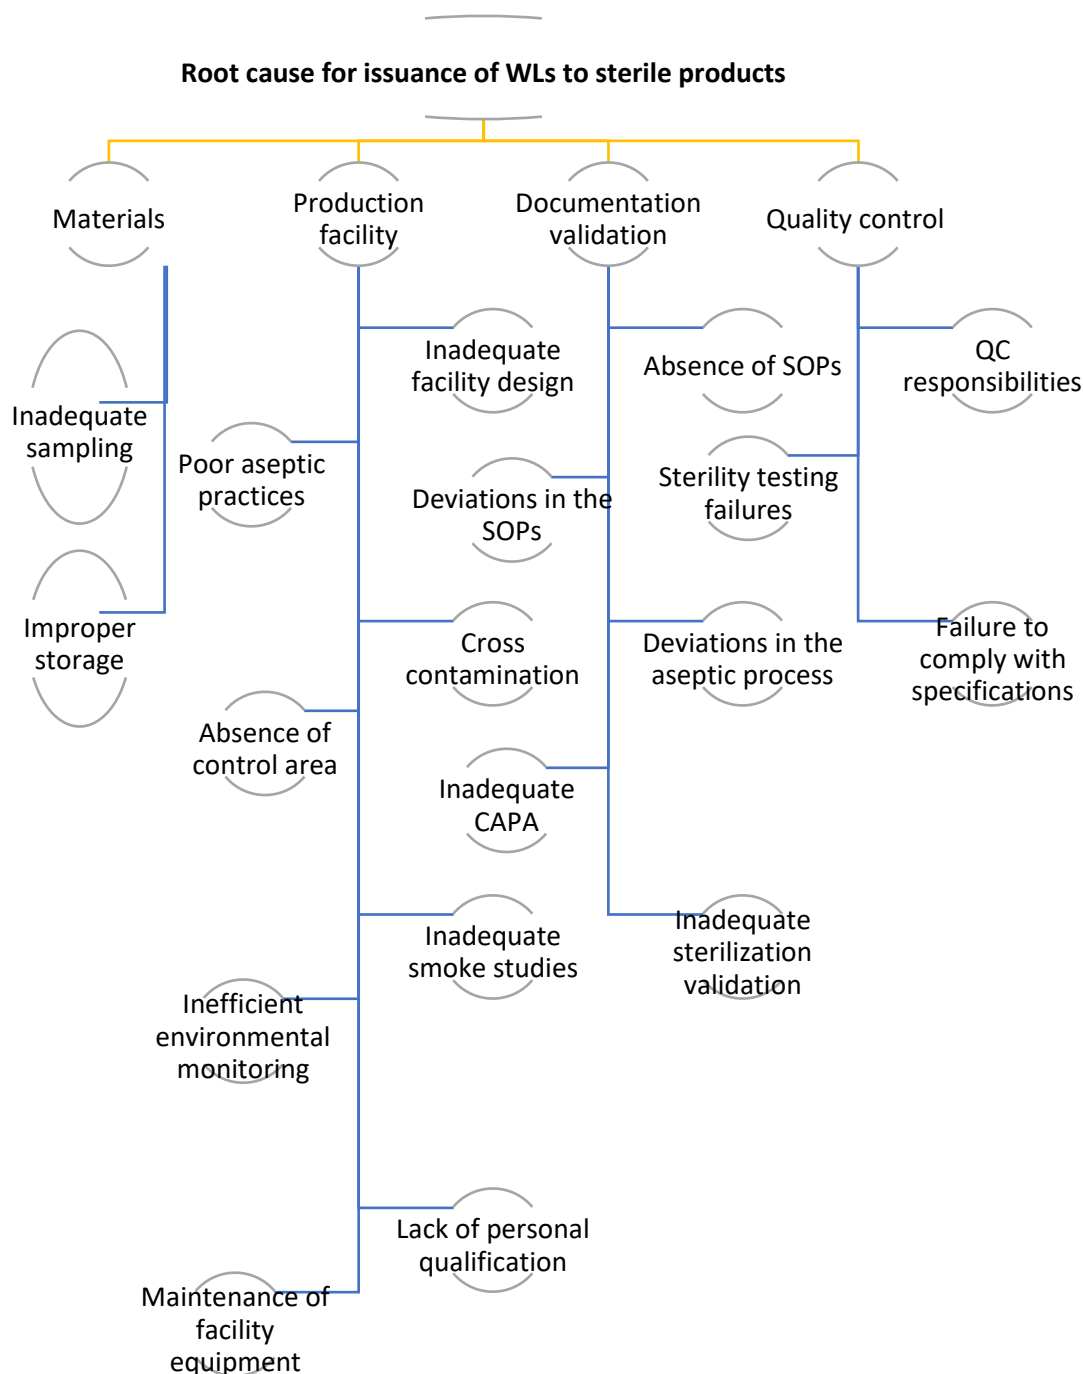 Root cause for issuance of WLs to sterile products
Materials
Production
facility
Documentation
validation
Quality control
Inadequate
sampling
Improper
storage
Inadequate
facility design
Poor aseptic
practices
Cross
contamination
Absence of
control area
Inadequate
smoke studies
Inefficient
environmental
monitoring
Lack of personal
qualification
Maintenance of
facility
equipment
Absence of SOPs
Deviations in the
SOPs
Deviations in the
aseptic process
Inadequate
CAPA
Inadequate
sterilization
validation
QC
responsibilities
Sterility testing
failures
Failure to
comply with
specifications